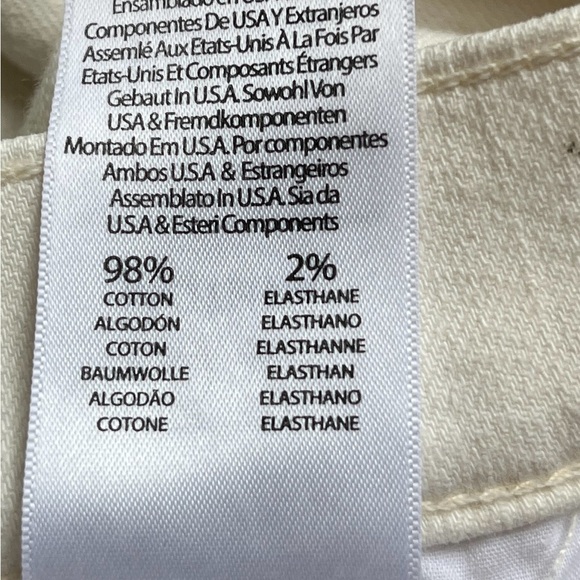 Ensamblado en
Componentes De USA Y Extranjeros
Assemlé Aux Etats-Unis À La Fois Par
Etats-Unis Et Composants Étrangers
Gebaut In U.S.A. Sowohl Von
USA & Fremdkomponenten
Montado Em U.S.A. Por componentes
Ambos U.S.A & Estrangeiros
Assemblato In U.S.A. Sia da
U.S.A & Esteri Components
98% 2%
COTTON ELASTHANE
ALGODÓN ELASTHANO
COTON ELASTHANNE
BAUMWOLLE ELASTHAN
ALGODÃO ELASTHANO
COTONE ELASTHANE